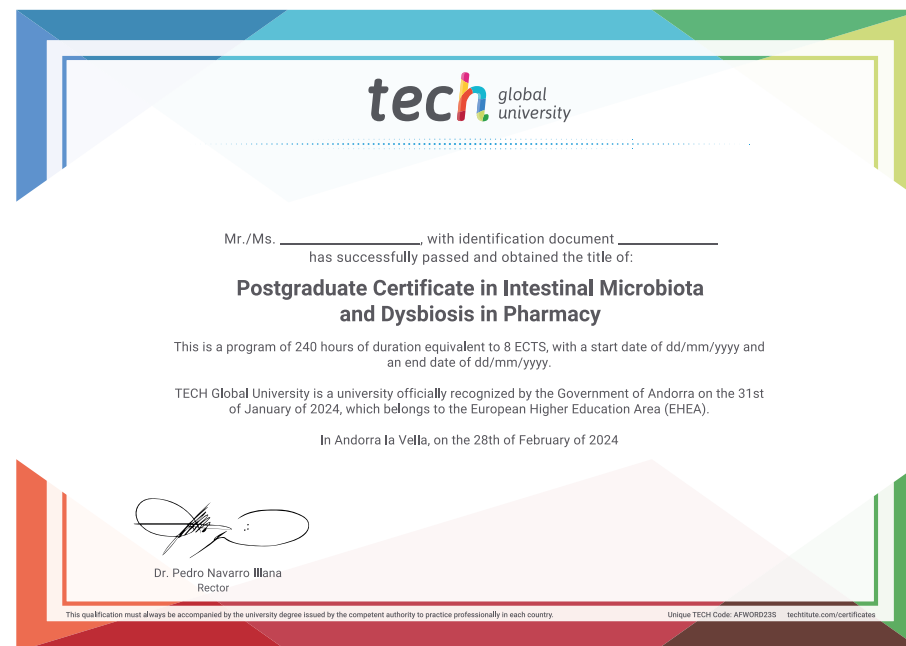 tech global university
Mr./Ms. ____________, with identification document ____________
has successfully passed and obtained the title of:
Postgraduate Certificate in Intestinal Microbiota
and Dysbiosis in Pharmacy
This is a program of 240 hours of duration equivalent to 8 ECTS, with a start date of dd/mm/yyyy and
an end date of dd/mm/yyyy.
TECH Global University is a university officially recognized by the Government of Andorra on the 31st
of January of 2024, which belongs to the European Higher Education Area (EHEA).
In Andorra la Vella, on the 28th of February of 2024
Dr. Pedro Navarro Illana
Rector
This qualification must always be accompanied by the university degree issued by the competent authority to practice professionally in each country.
Unique TECH Code: AFWORD23S techtitute.com/certificates